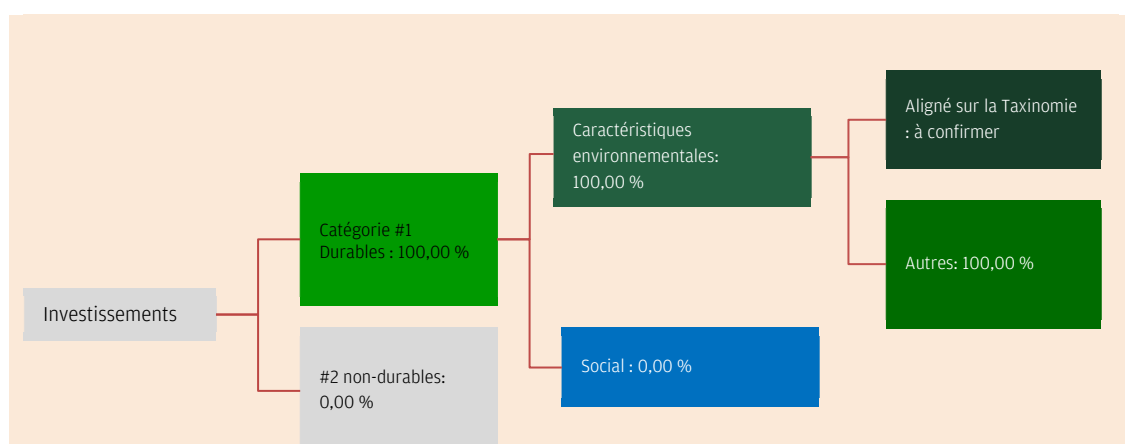 Investissements
Catégorie #1
Durables : 100,00 %
#2 non-durables:
0,00 %
Caractéristiques
environnementales:
100,00 %
Social : 0,00 %
Aligné sur la Taxinomie
: à confirmer
Autres: 100,00 %